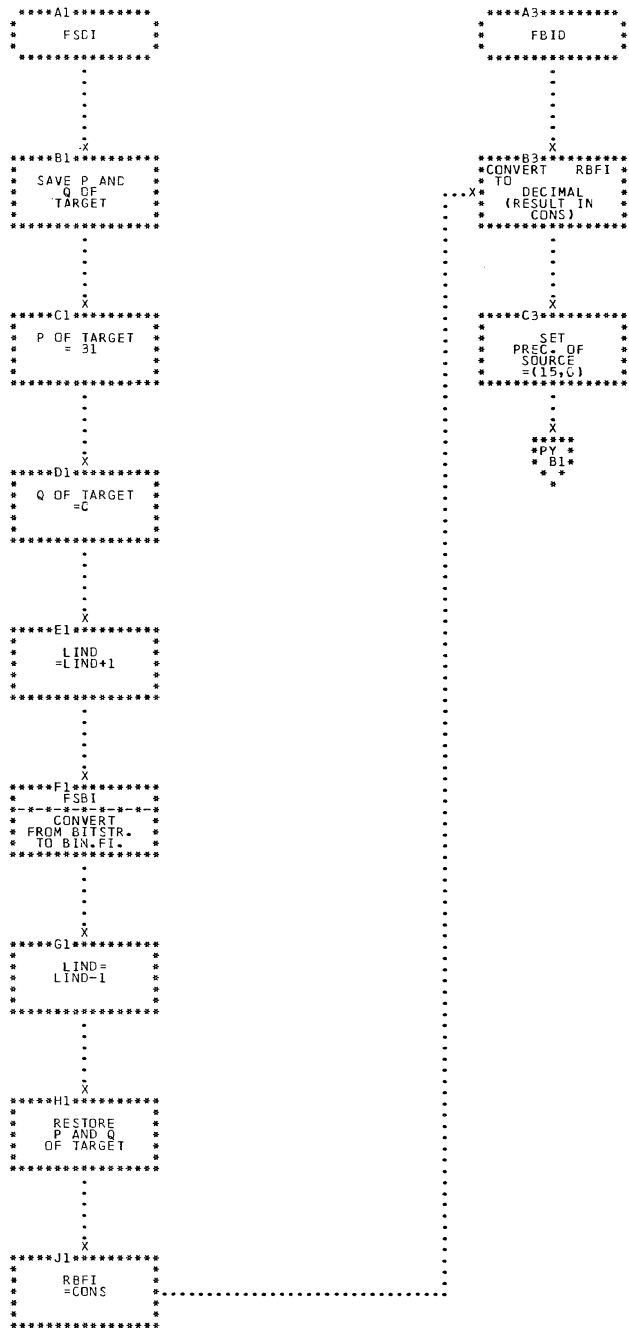 A1
FSDI
B1
SAVE P AND
Q OF
TARGET
C1
P OF TARGET
= 31
D1
Q OF TARGET
=0
E1
LIND
=LIND+1
F1
FSBI
CONVERT
FROM BITSTR.
TO BIN.FI.
G1
LIND=
LIND-1
H1
RESTORE
P AND Q
OF TARGET
J1
RBFI
=CONS
A3
FBID
B3
CONVERT RBFI
TO
DECIMAL
(RESULT IN
CONS)
C3
SET
PREC. OF
SOURCE
=(15,0)
PY
B1